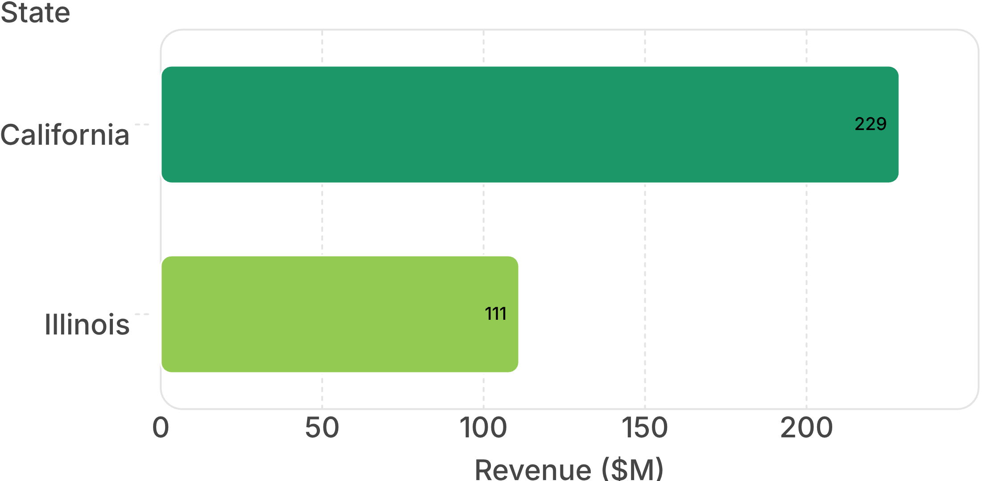 State
California
229
Illinois
111
0 50 100 150 200
Revenue ($M)